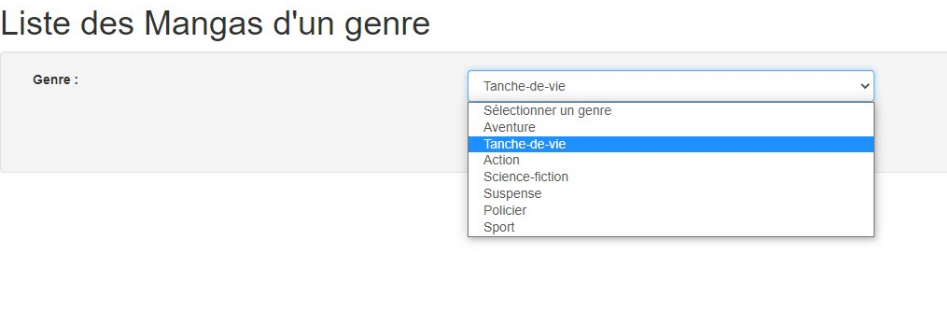 Liste des Mangas d'un genre
Genre :
Tanche-de-vie
Sélectionner un genre
Aventure
Tanche-de-vie
Action
Science-fiction
Suspense
Policier
Sport